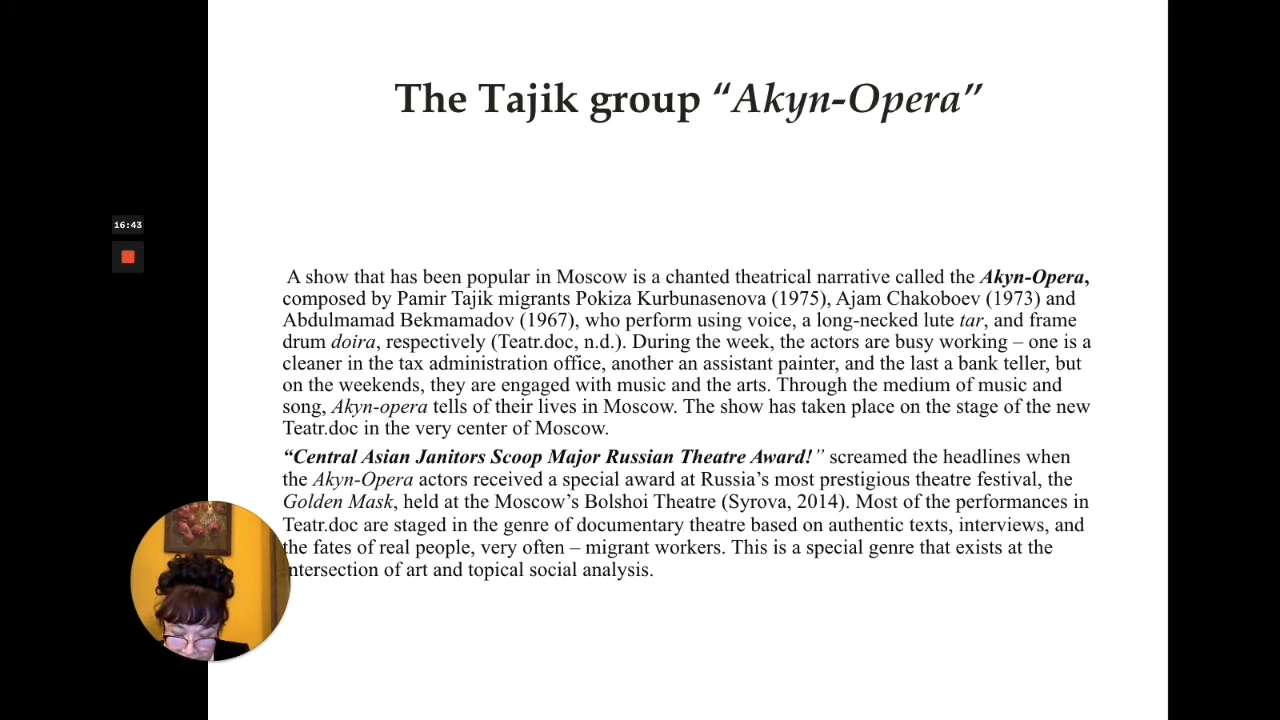 The Tajik group “Akyn-Opera”
16:43
A show that has been popular in Moscow is a chanted theatrical narrative called the Akyn-Opera,
composed by Pamir Tajik migrants Pokiza Kurbunasenova (1975), Ajam Chakoboev (1973) and
Abdulmamad Bekmamadov (1967), who perform using voice, a long-necked lute tar, and frame
drum doira, respectively (Teatr.doc, n.d.). During the week, the actors are busy working – one is a
cleaner in the tax administration office, another an assistant painter, and the last a bank teller, but
on the weekends, they are engaged with music and the arts. Through the medium of music and
song, Akyn-opera tells of their lives in Moscow. The show has taken place on the stage of the new
Teatr.doc in the very center of Moscow.
“Central Asian Janitors Scoop Major Russian Theatre Award!” screamed the headlines when
the Akyn-Opera actors received a special award at Russia’s most prestigious theatre festival, the
Golden Mask, held at the Moscow’s Bolshoi Theatre (Syrova, 2014). Most of the performances in
Teatr.doc are staged in the genre of documentary theatre based on authentic texts, interviews, and
the fates of real people, very often – migrant workers. This is a special genre that exists at the
intersection of art and topical social analysis.